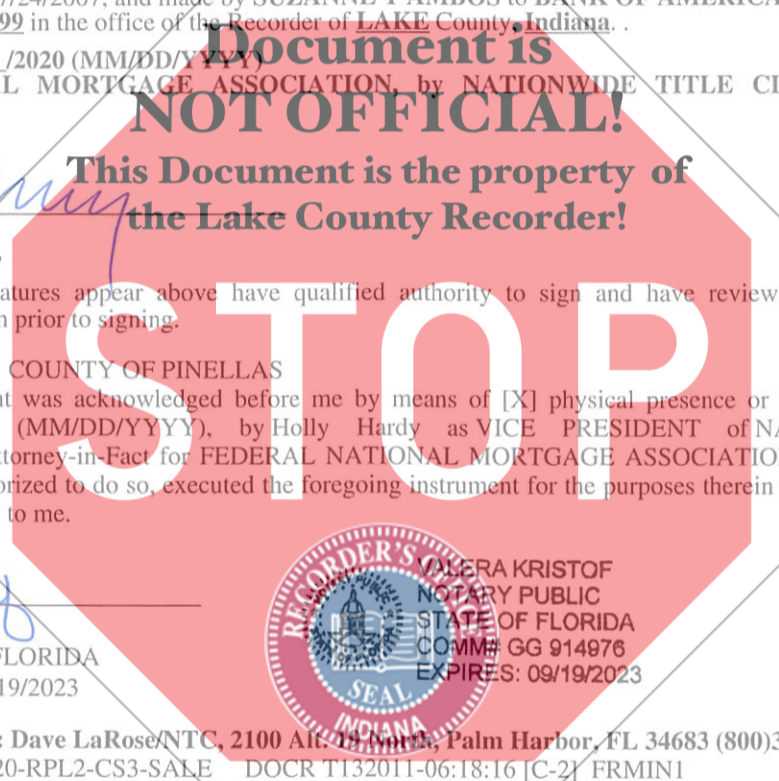 /24/2007, and made by SUZANNE Y AMBOS to BANK OF AMERICA
99 in the office of the Recorder of LAKE County, Indiana. .
/2020 (MM/DD/YYYY)
L MORTGAGE ASSOCIATION, by NATIONWIDE TITLE CL
Document is
NOT OFFICIAL!
This Document is the property of
the Lake County Recorder!
STOP
atures appear above have qualified authority to sign and have review
n prior to signing.
COUNTY OF PINELLAS
nt was acknowledged before me by means of [X] physical presence or
(MM/DD/YYYY), by Holly Hardy as VICE PRESIDENT of NA
ttorney-in-Fact for FEDERAL NATIONAL MORTGAGE ASSOCIATIO
orized to do so, executed the foregoing instrument for the purposes therein
to me.
RECORDER'S OFFICE
SEAL
INDIANA
VALERA KRISTOF
NOTARY PUBLIC
STATE OF FLORIDA
COMM# GG 914976
EXPIRES: 09/19/2023
FLORIDA
19/2023
: Dave LaRose/NTC, 2100 Alt. 19 North, Palm Harbor, FL 34683 (800)3
20-RPL2-CS3-SALE DOCR T132011-06:18:16 [C-2] FRMIN1